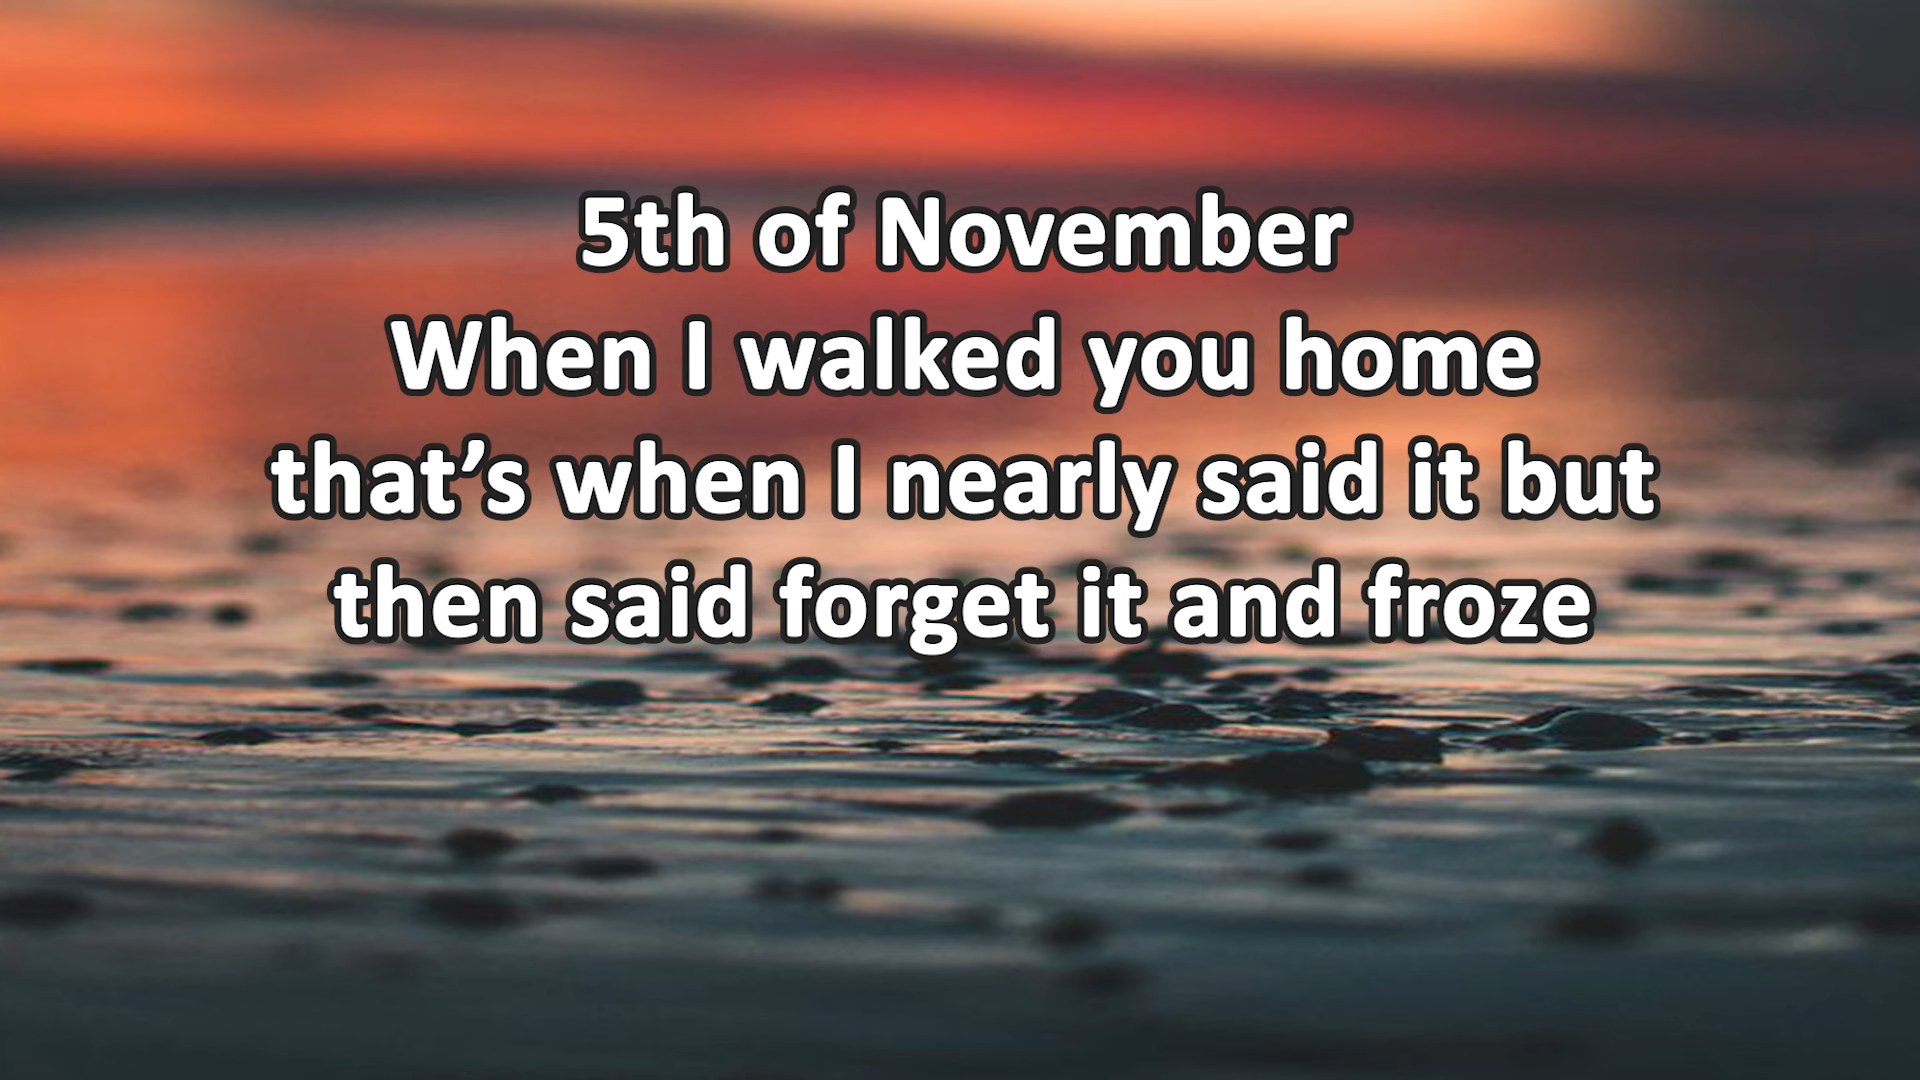 5th of November
When I walked you home
that’s when I nearly said it but
then said forget it and froze